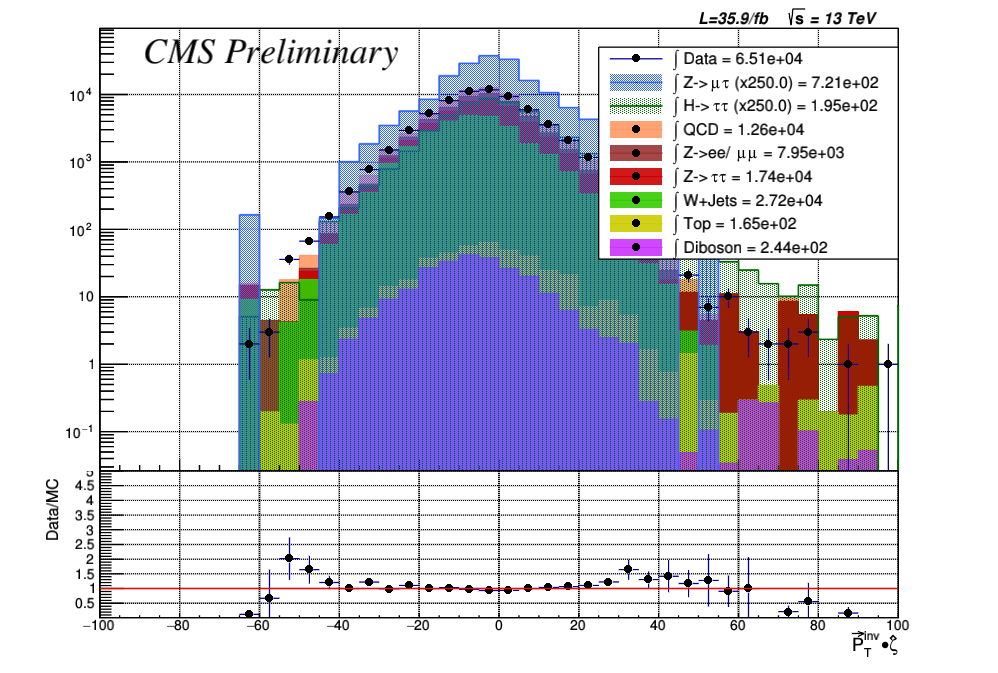 L=35.9/fb √s = 13 TeV
CMS Preliminary
∫ Data = 6.51e+04
∫ Z->μτ (x250.0) = 7.21e+02
∫ H->ττ (x250.0) = 1.95e+02
∫ QCD = 1.26e+04
∫ Z->ee/ μμ = 7.95e+03
∫ Z->ττ = 1.74e+04
∫ W+Jets = 2.72e+04
∫ Top = 1.65e+02
∫ Diboson = 2.44e+02
10⁴
10³
10²
10
1
10⁻¹
Data/MC
5
4.5
4
3.5
3
2.5
2
1.5
1
0.5
−100 −80 −60 −40 −20 0 20 40 60 80 100
P⃗_T^inv •ζ̂